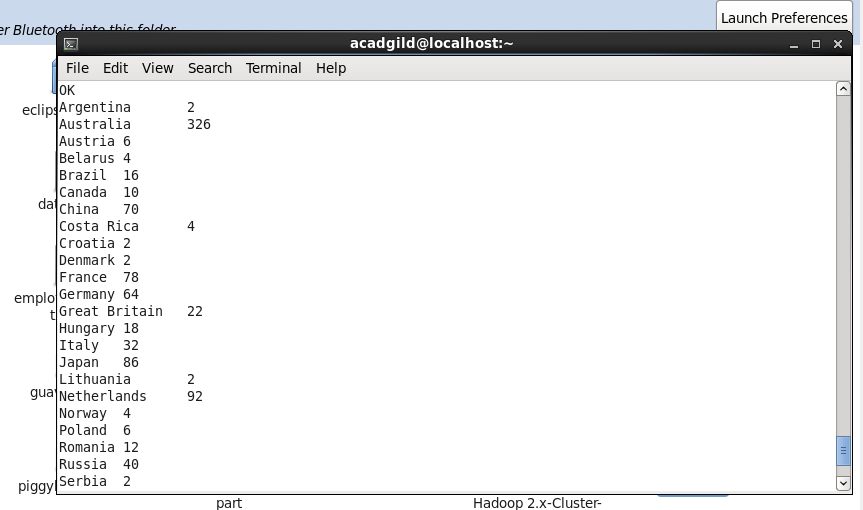 er Bluetooth into this folder
Launch Preferences
acadgild@localhost:~
File Edit View Search Terminal Help
OK
Argentina 2
Australia 326
Austria 6
Belarus 4
Brazil 16
Canada 10
China 70
Costa Rica 4
Croatia 2
Denmark 2
France 78
Germany 64
Great Britain 22
Hungary 18
Italy 32
Japan 86
Lithuania 2
Netherlands 92
Norway 4
Poland 6
Romania 12
Russia 40
Serbia 2
eclips
dat
emplo
t
gua
piggy
part
Hadoop 2.x-Cluster-